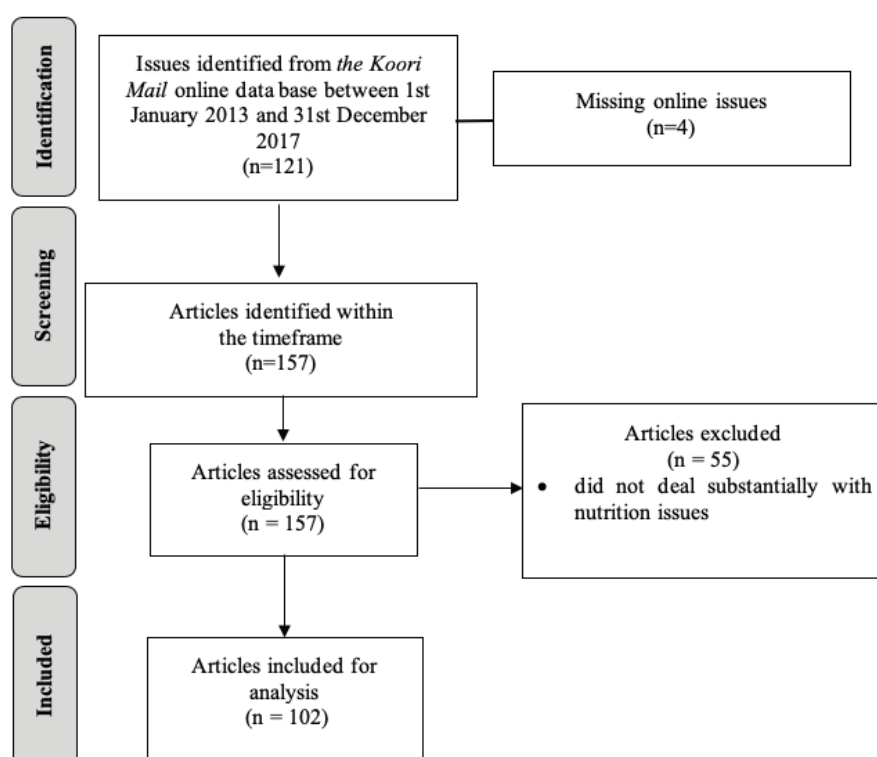 Identification
Issues identified from the Koori
Mail online data base between 1st
January 2013 and 31st December
2017
(n=121)
Missing online issues
(n=4)
Screening
Articles identified within
the timeframe
(n=157)
Eligibility
Articles assessed for
eligibility
(n = 157)
Articles excluded
(n = 55)
• did not deal substantially with
nutrition issues
Included
Articles included for
analysis
(n = 102)